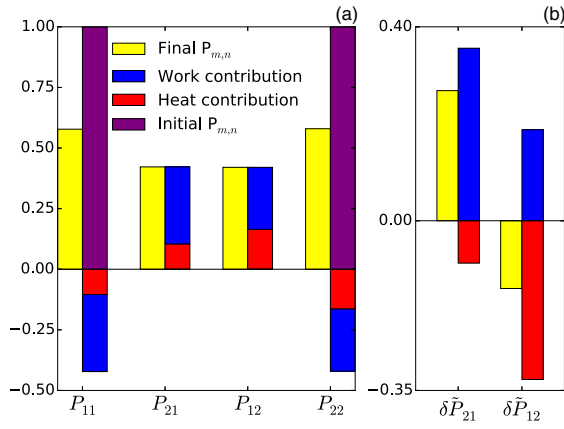 (a)
1.00
0.75
0.50
0.25
0.00
−0.25
−0.50
Final P_{m,n}
Work contribution
Heat contribution
Initial P_{m,n}
P_{11} P_{21} P_{12} P_{22}
(b)
0.40
0.00
−0.35
δP̃_{21} δP̃_{12}